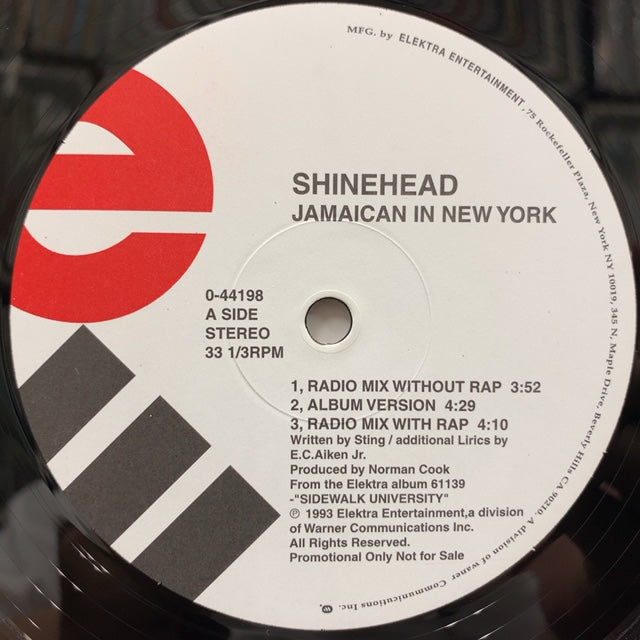 MFG. by ELEKTRA ENTERTAINMENT, 75 Rockefeller Plaza, New York NY 10019, 345 N. Maple Drive, Beverly Hills CA 90210. A division of waner Communications Inc.
e
SHINEHEAD
JAMAICAN IN NEW YORK
0-44198
A SIDE
STEREO
33 1/3RPM
1, RADIO MIX WITHOUT RAP 3:52
2, ALBUM VERSION 4:29
3, RADIO MIX WITH RAP 4:10
Written by Sting / additional Lirics by
E.C.Aiken Jr.
Produced by Norman Cook
From the Elektra album 61139
-"SIDEWALK UNIVERSITY"
℗ 1993 Elektra Entertainment,a division
of Warner Communications Inc.
All Rights Reserved.
Promotional Only Not for Sale